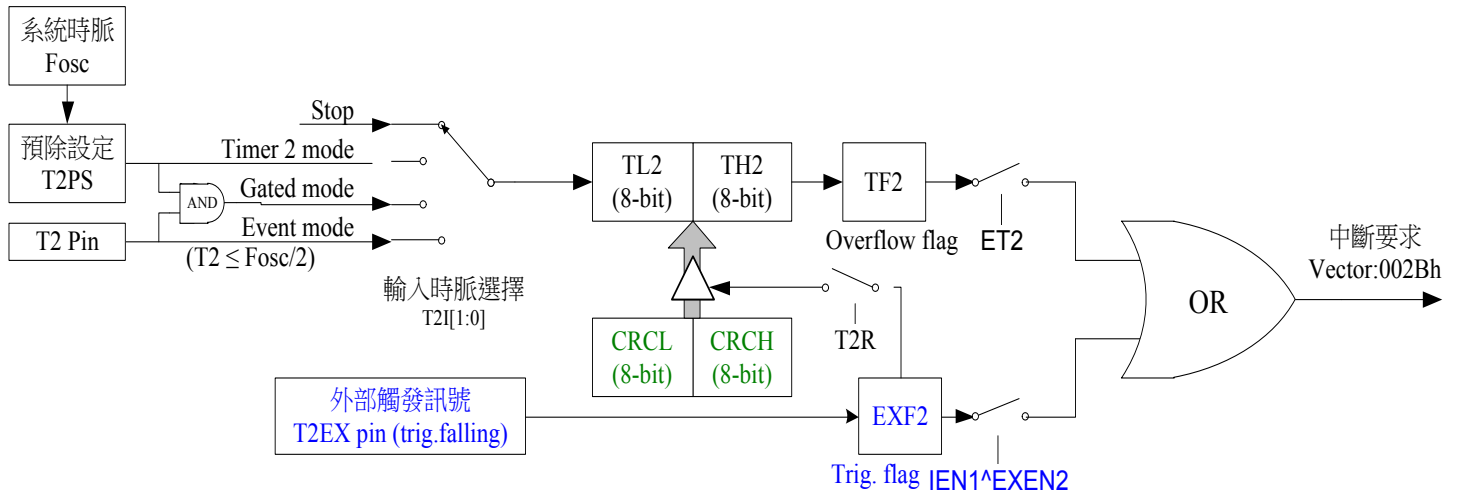 系統時脈
Fosc
預除設定
T2PS
T2 Pin
AND
Stop
Timer 2 mode
Gated mode
Event mode
(T2 ≤ Fosc/2)
輸入時脈選擇
T2I[1:0]
TL2
(8-bit)
TH2
(8-bit)
TF2
Overflow flag
ET2
CRCL
(8-bit)
CRCH
(8-bit)
T2R
外部觸發訊號
T2EX pin (trig.falling)
EXF2
Trig. flag
IEN1^EXEN2
OR
中斷要求
Vector:002Bh